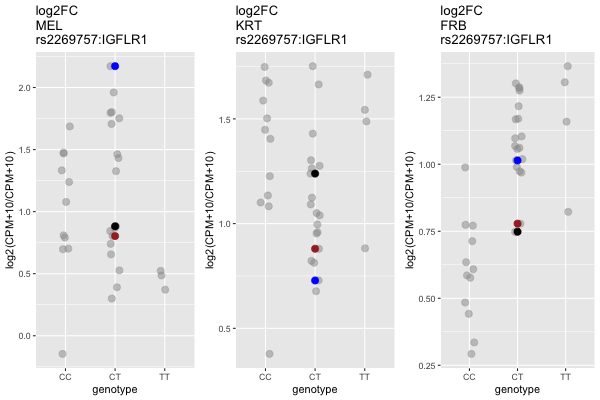 log2FC
MEL
rs2269757:IGFLR1
log2(CPM+10/CPM+10)
2.0
1.5
1.0
0.5
0.0
CC
CT
TT
genotype
log2FC
KRT
rs2269757:IGFLR1
log2(CPM+10/CPM+10)
1.5
1.0
0.5
CC
CT
TT
genotype
log2FC
FRB
rs2269757:IGFLR1
log2(CPM+10/CPM+10)
1.25
1.00
0.75
0.50
0.25
CC
CT
TT
genotype